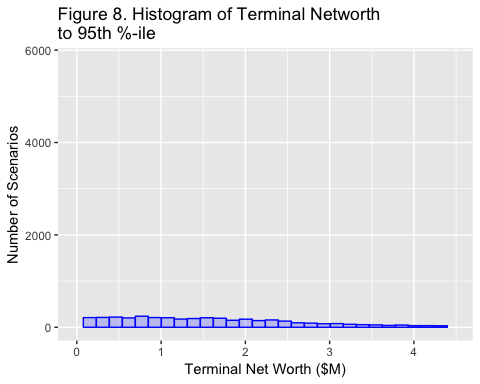 Figure 8. Histogram of Terminal Networth
to 95th %-ile
6000
4000
2000
0
Number of Scenarios
0 1 2 3 4
Terminal Net Worth ($M)